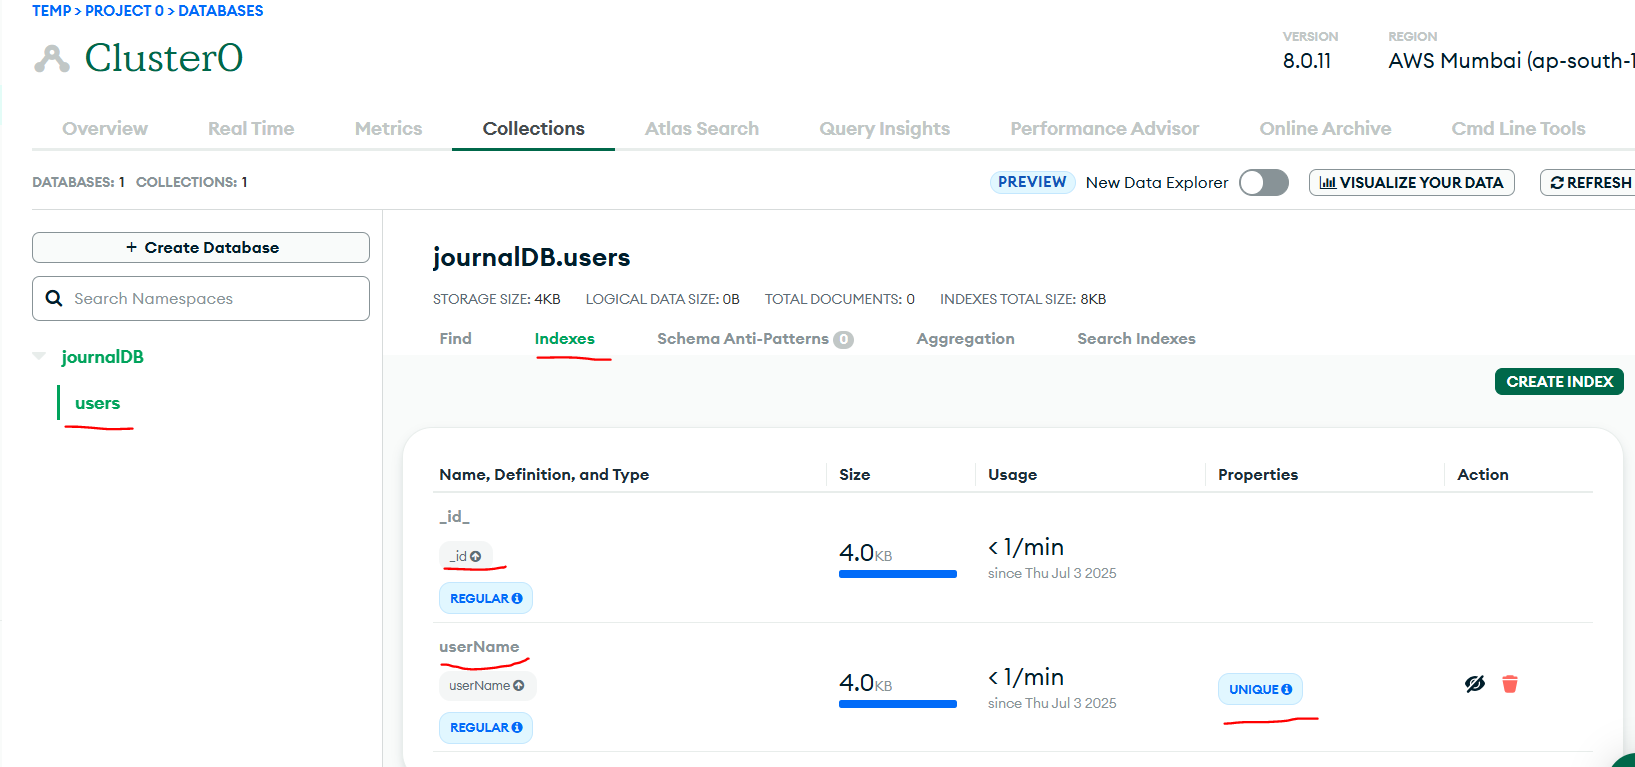 TEMP > PROJECT 0 > DATABASES
Cluster0
VERSION
8.0.11
REGION
AWS Mumbai (ap-south-1
Overview Real Time Metrics Collections Atlas Search Query Insights Performance Advisor Online Archive Cmd Line Tools
DATABASES: 1 COLLECTIONS: 1
PREVIEW New Data Explorer VISUALIZE YOUR DATA REFRESH
+ Create Database
Search Namespaces
journalDB
users
journalDB.users
STORAGE SIZE: 4KB LOGICAL DATA SIZE: 0B TOTAL DOCUMENTS: 0 INDEXES TOTAL SIZE: 8KB
Find Indexes Schema Anti-Patterns 0 Aggregation Search Indexes
CREATE INDEX
Name, Definition, and Type Size Usage Properties Action
_id_
_id
REGULAR
4.0KB
< 1/min
since Thu Jul 3 2025
userName
userName
REGULAR
4.0KB
< 1/min
since Thu Jul 3 2025
UNIQUE